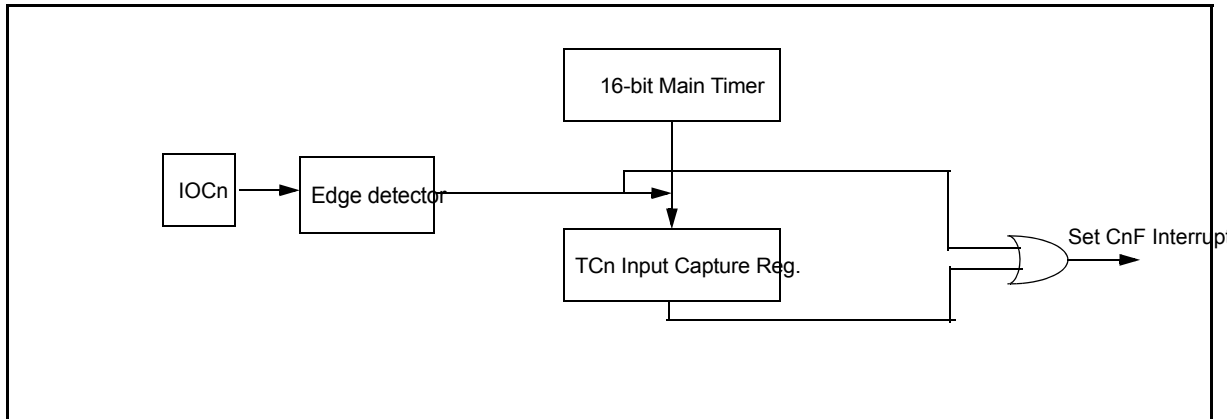 16-bit Main Timer
IOCn
Edge detector
TCn Input Capture Reg.
Set CnF Interrupt